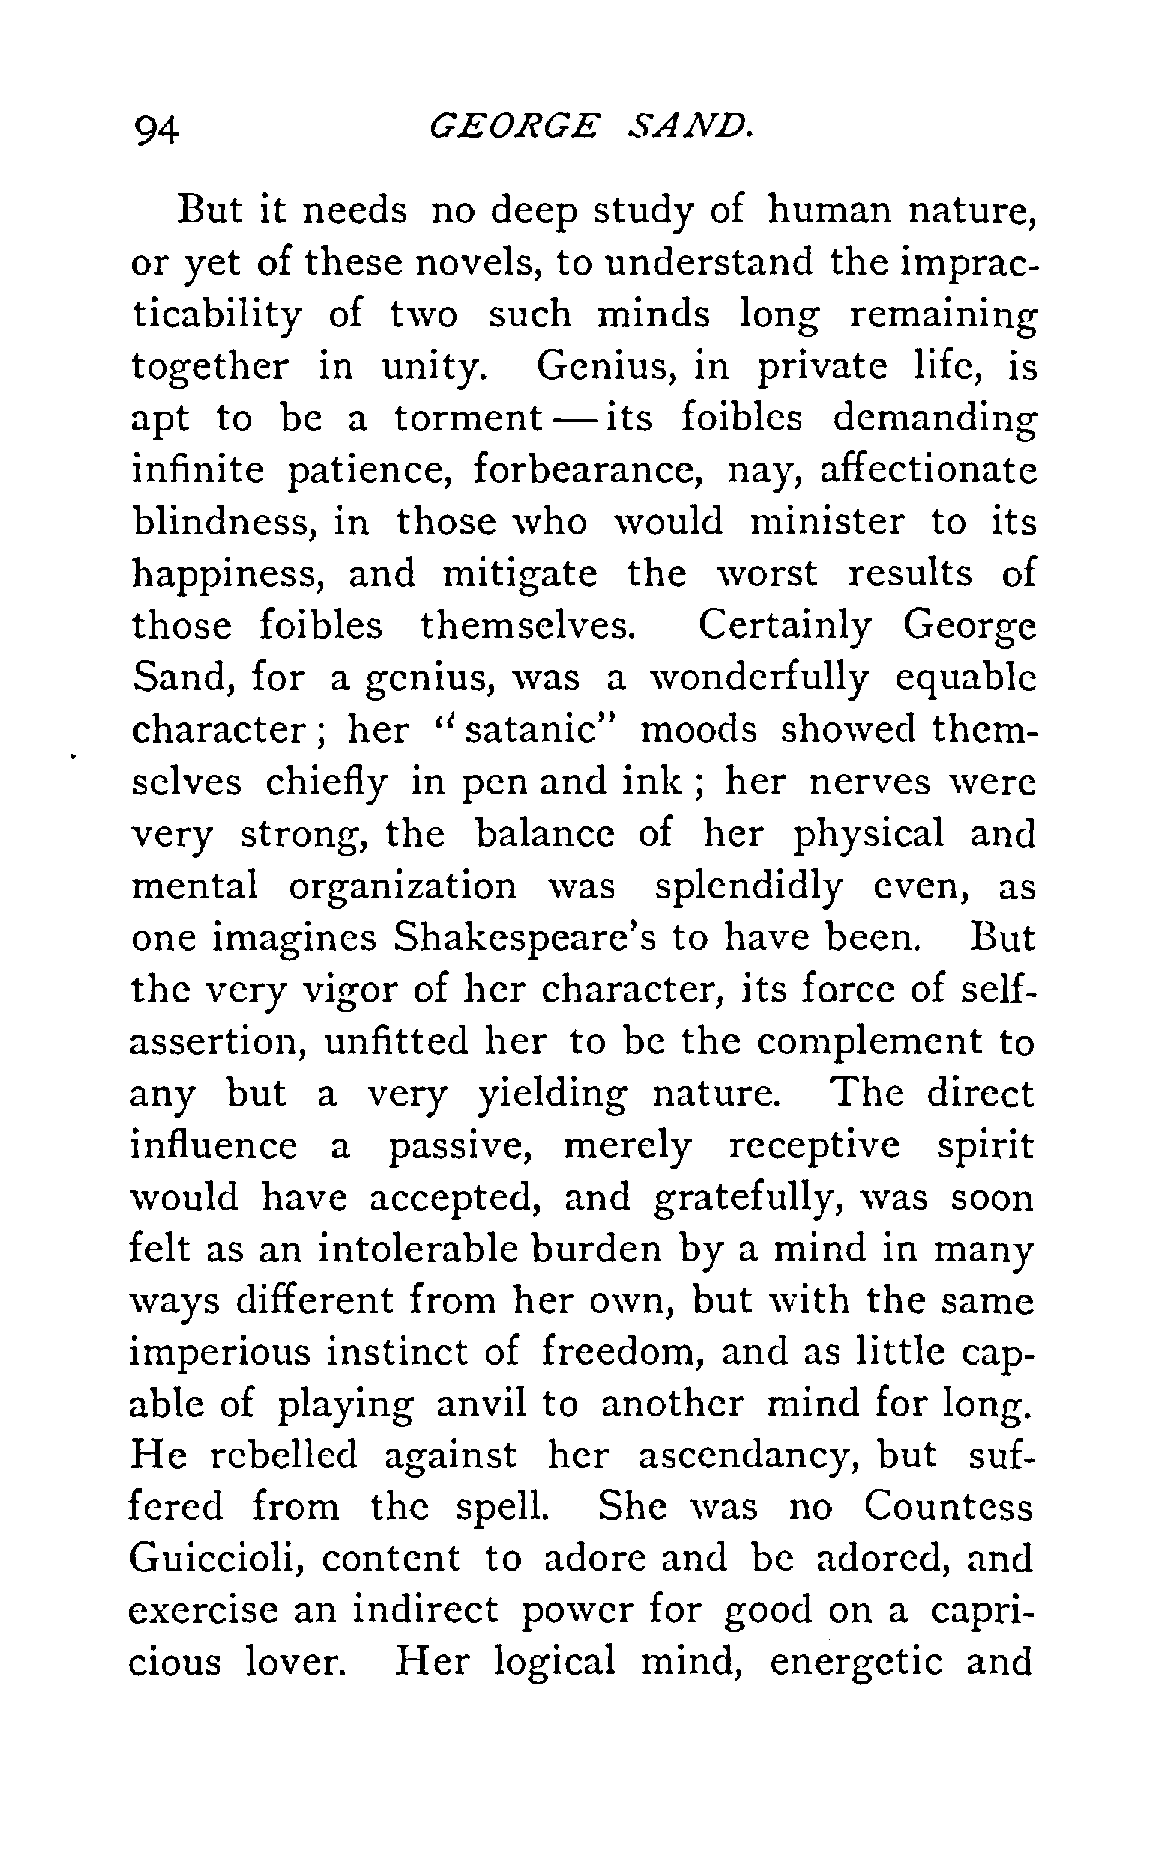 94 GEORGE SAND.
But it needs no deep study of human nature,
or yet of these novels, to understand the imprac-
ticability of two such minds long remaining
together in unity. Genius, in private life, is
apt to be a torment — its foibles demanding
infinite patience, forbearance, nay, affectionate
blindness, in those who would minister to its
happiness, and mitigate the worst results of
those foibles themselves. Certainly George
Sand, for a genius, was a wonderfully equable
character ; her “ satanic” moods showed them-
selves chiefly in pen and ink ; her nerves were
very strong, the balance of her physical and
mental organization was splendidly even, as
one imagines Shakespeare's to have been. But
the very vigor of her character, its force of self-
assertion, unfitted her to be the complement to
any but a very yielding nature. The direct
influence a passive, merely receptive spirit
would have accepted, and gratefully, was soon
felt as an intolerable burden by a mind in many
ways different from her own, but with the same
imperious instinct of freedom, and as little cap-
able of playing anvil to another mind for long.
He rebelled against her ascendancy, but suf-
fered from the spell. She was no Countess
Guiccioli, content to adore and be adored, and
exercise an indirect power for good on a capri-
cious lover. Her logical mind, energetic and